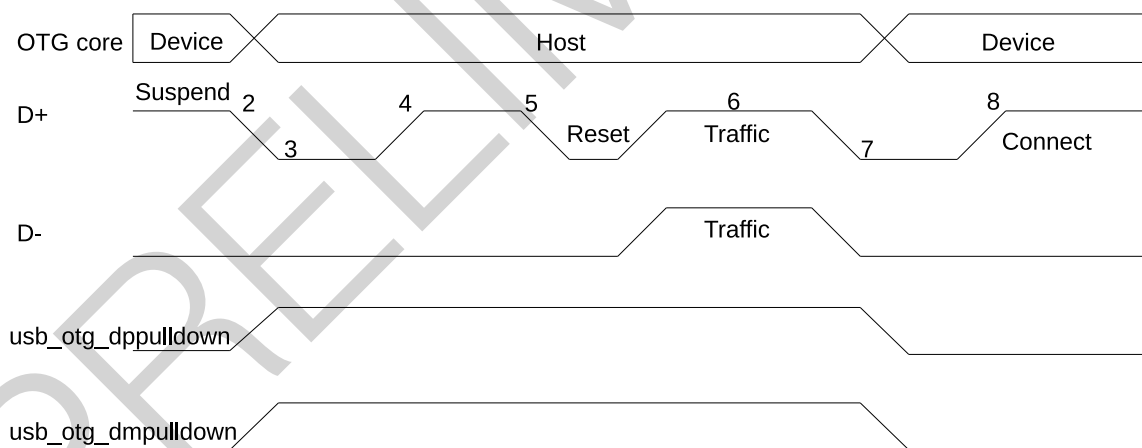 OTG core Device Host Device
Suspend 2 4 5 6 8
D+
3 Reset Traffic 7 Connect
D- Traffic
usb_otg_dppulldown
usb_otg_dmpulldown